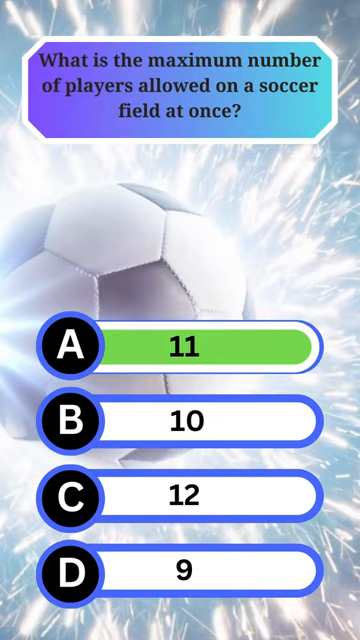 What is the maximum number
of players allowed on a soccer
field at once?
A 11
B 10
C 12
D 9